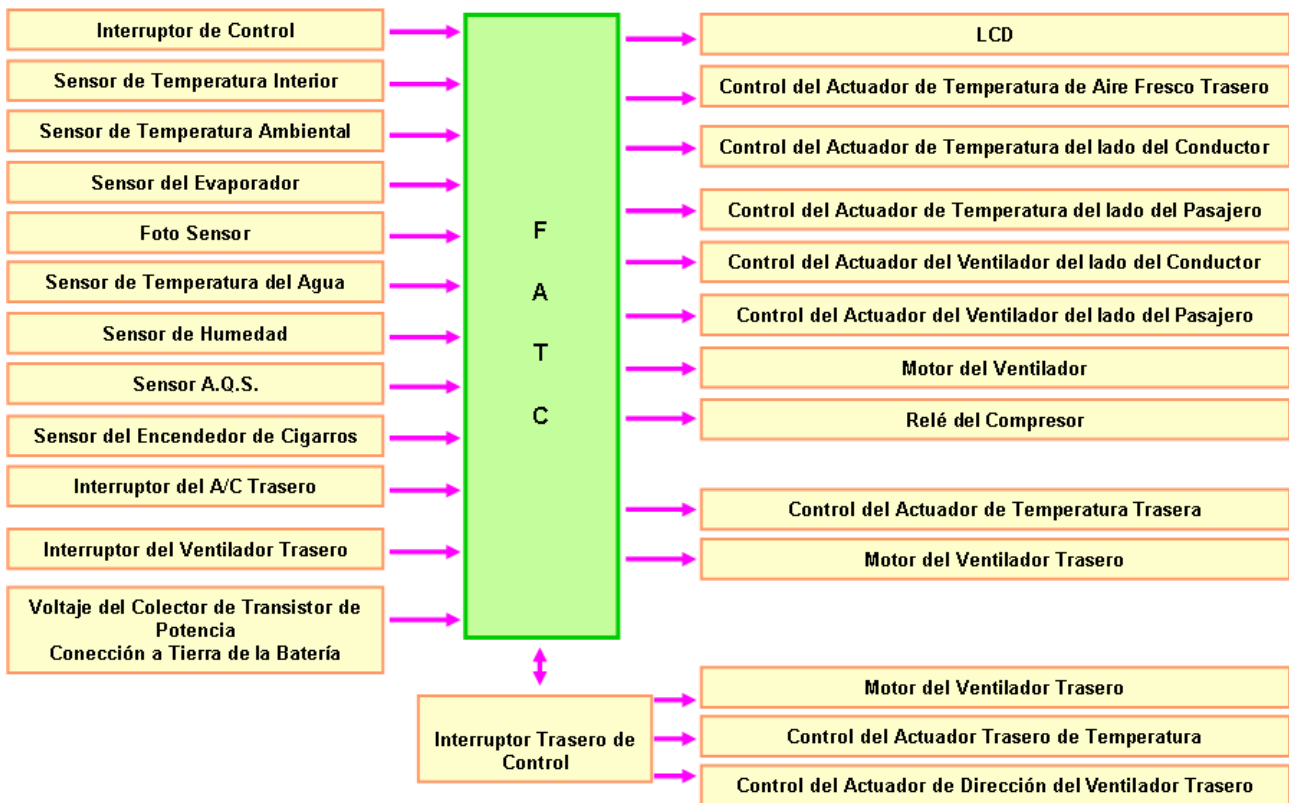 Interruptor de Control
Sensor de Temperatura Interior
Sensor de Temperatura Ambiental
Sensor del Evaporador
Foto Sensor
Sensor de Temperatura del Agua
Sensor de Humedad
Sensor A.Q.S.
Sensor del Encendedor de Cigarros
Interruptor del A/C Trasero
Interruptor del Ventilador Trasero
Voltaje del Colector de Transistor de
Potencia
Conección a Tierra de la Batería
F
A
T
C
LCD
Control del Actuador de Temperatura de Aire Fresco Trasero
Control del Actuador de Temperatura del lado del Conductor
Control del Actuador de Temperatura del lado del Pasajero
Control del Actuador del Ventilador del lado del Conductor
Control del Actuador del Ventilador del lado del Pasajero
Motor del Ventilador
Relé del Compresor
Control del Actuador de Temperatura Trasera
Motor del Ventilador Trasero
Interruptor Trasero de
Control
Motor del Ventilador Trasero
Control del Actuador Trasero de Temperatura
Control del Actuador de Dirección del Ventilador Trasero